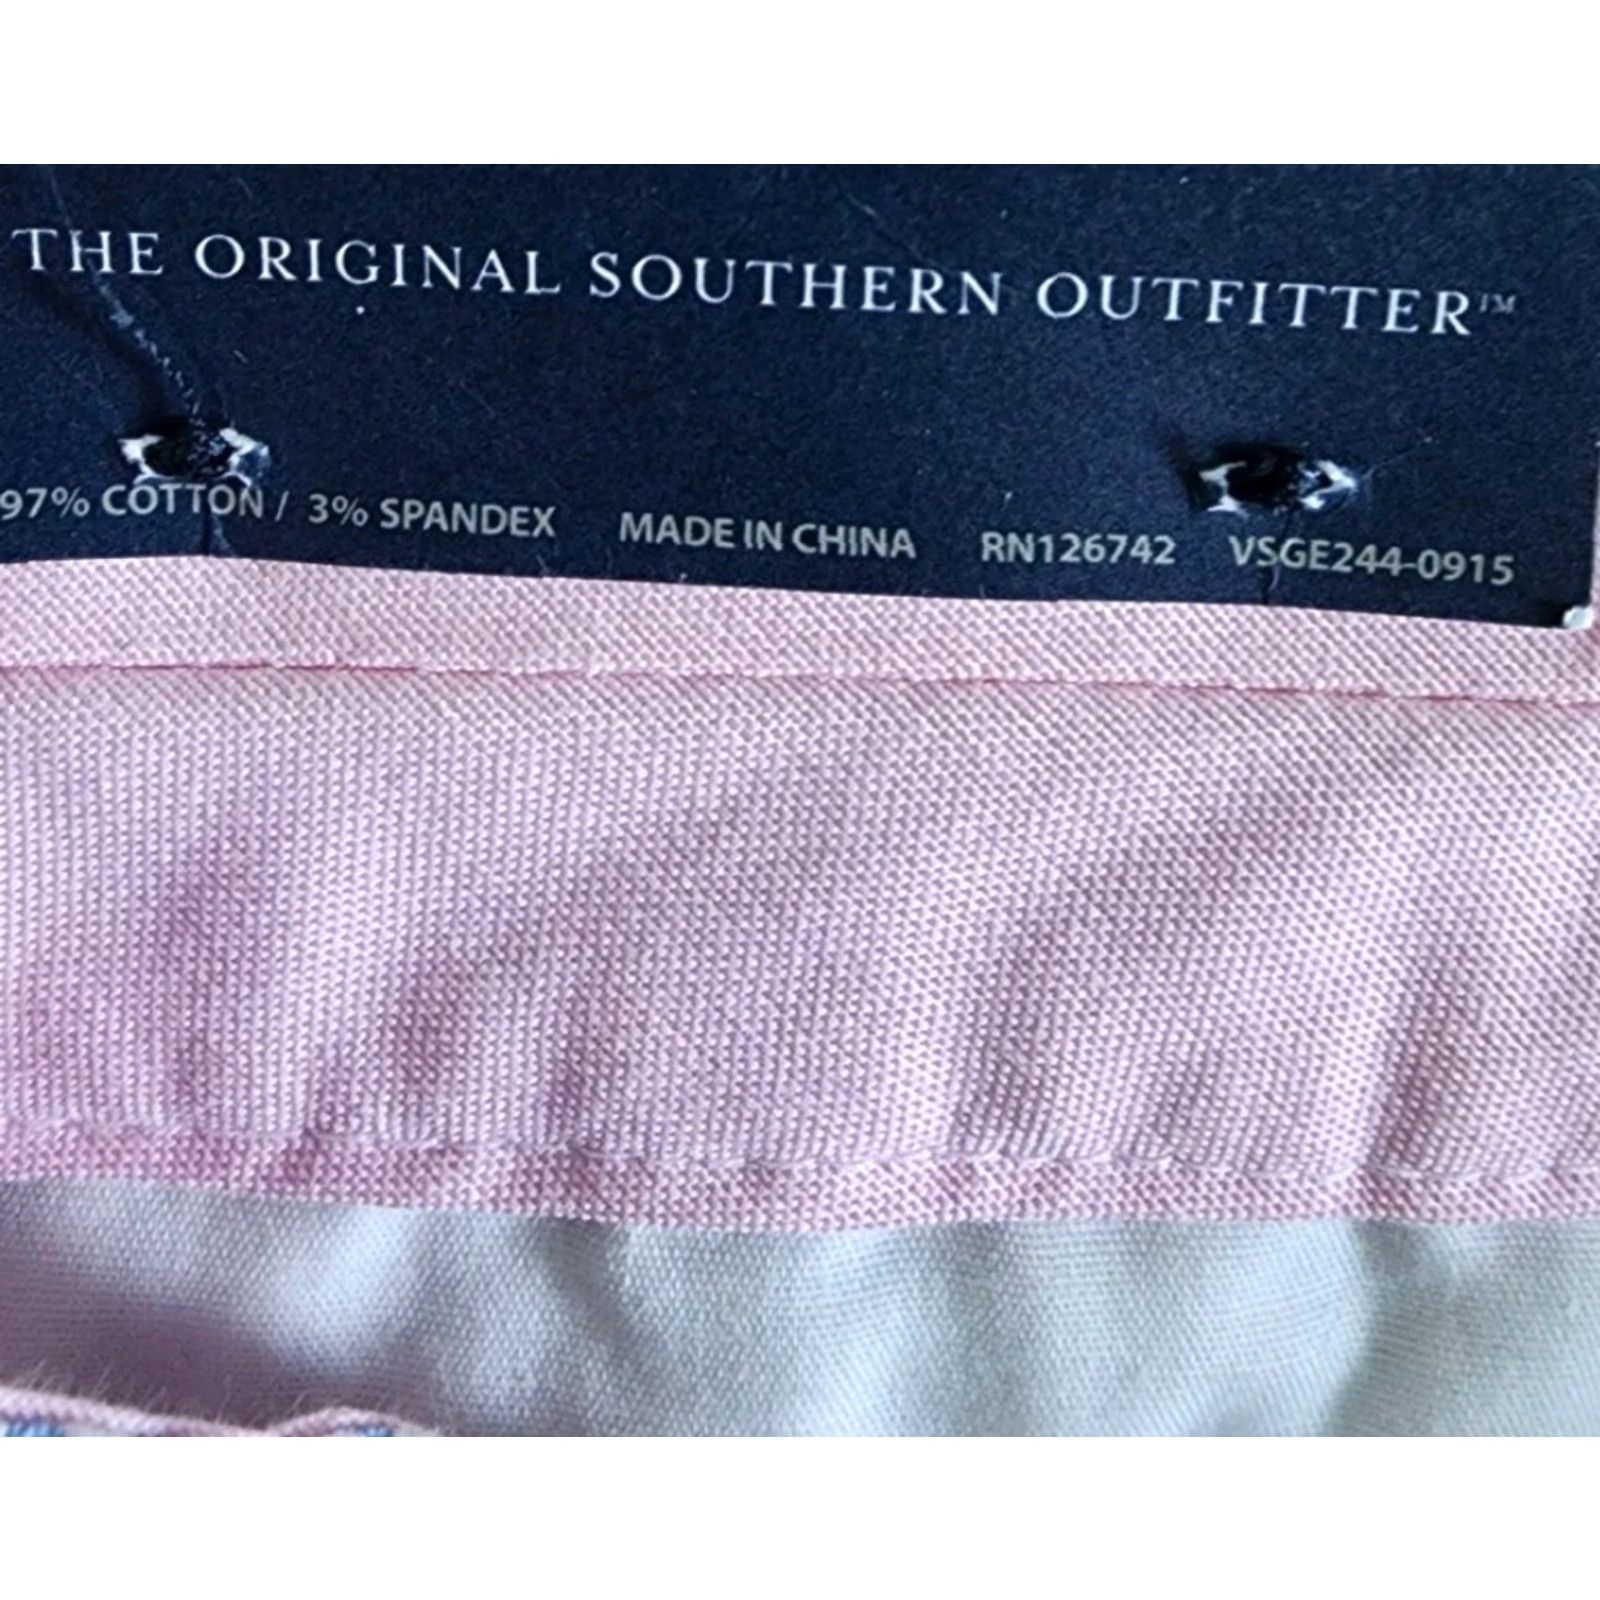 THE ORIGINAL SOUTHERN OUTFITTER™
97% COTTON / 3% SPANDEX MADE IN CHINA RN126742 VSGE244-0915